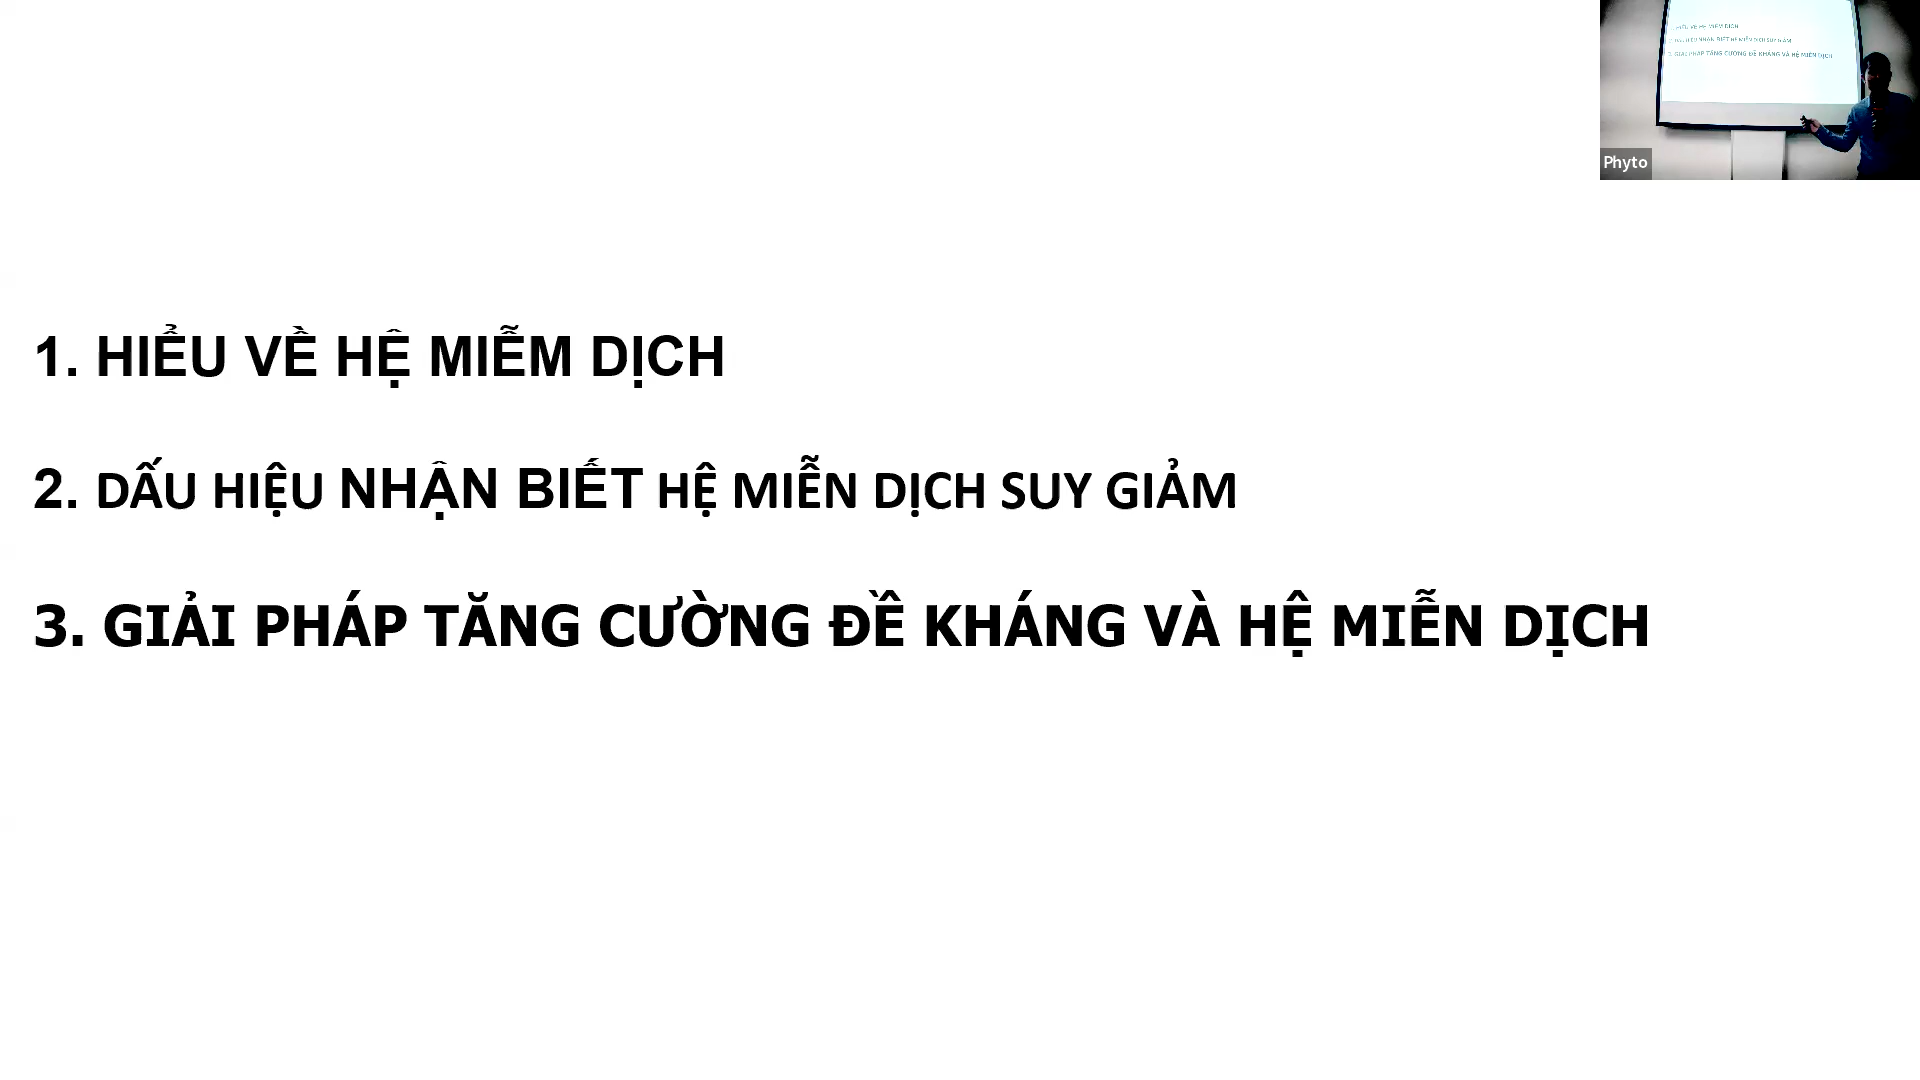 1. HIỂU VỀ HỆ MIỄM DỊCH
2. DẤU HIỆU NHẬN BIẾT HỆ MIỄN DỊCH SUY GIẢM
3. GIẢI PHÁP TĂNG CƯỜNG ĐỀ KHÁNG VÀ HỆ MIỄN DỊCH
Phyto